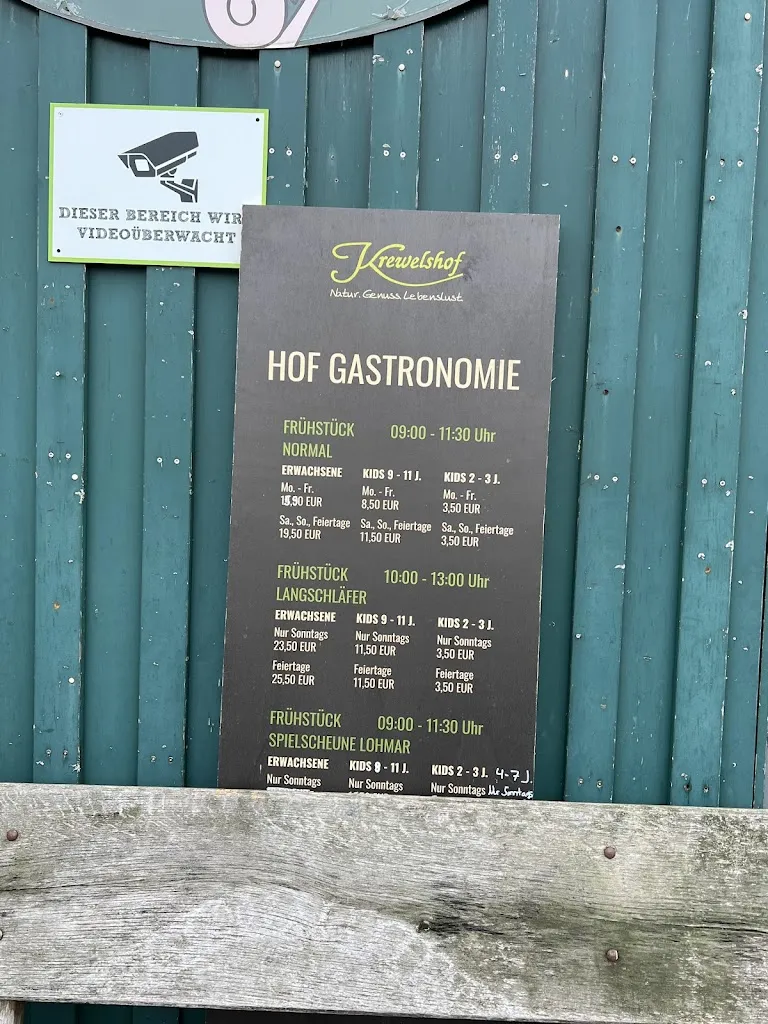 DIESER BEREICH WIR
VIDEOÜBERWACHT
Krewelshof
Natur. Genuss. Lebenslust
HOF GASTRONOMIE
FRÜHSTÜCK 09:00 - 11:30 Uhr
NORMAL
ERWACHSENE KIDS 9 - 11 J. KIDS 2 - 3 J.
Mo. - Fr. Mo. - Fr. Mo. - Fr.
EUR 8,50 EUR 3,50 EUR
Sa., So., Feiertage Sa., So., Feiertage Sa., So., Feiertage
19,50 EUR 11,50 EUR 3,50 EUR
FRÜHSTÜCK 10:00 - 13:00 Uhr
LANGSCHLÄFER
ERWACHSENE KIDS 9 - 11 J. KIDS 2 - 3 J.
Nur Sonntags Nur Sonntags Nur Sonntags
23,50 EUR 11,50 EUR 3,50 EUR
Feiertage Feiertage Feiertage
25,50 EUR 11,50 EUR 3,50 EUR
FRÜHSTÜCK 09:00 - 11:30 Uhr
SPIELSCHEUNE LOHMAR
ERWACHSENE KIDS 9 - 11 J. KIDS 2 - 3 J. 4-7 J.
Nur Sonntags Nur Sonntags Nur Sonntags Nur Sonntags